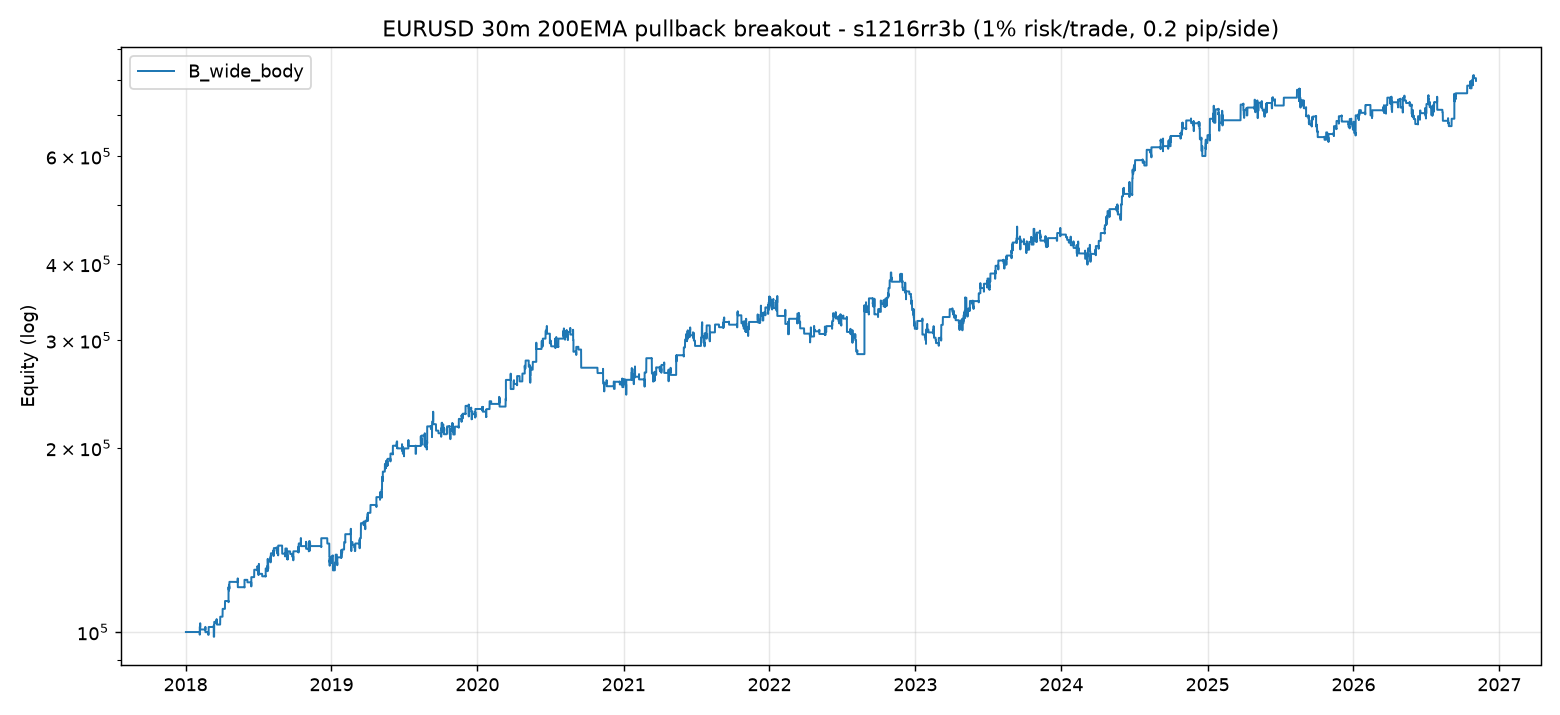 EURUSD 30m 200EMA pullback breakout - s1216rr3b (1% risk/trade, 0.2 pip/side)
B_wide_body
Equity (log)
6 × 10⁵
4 × 10⁵
3 × 10⁵
2 × 10⁵
10⁵
2018 2019 2020 2021 2022 2023 2024 2025 2026 2027